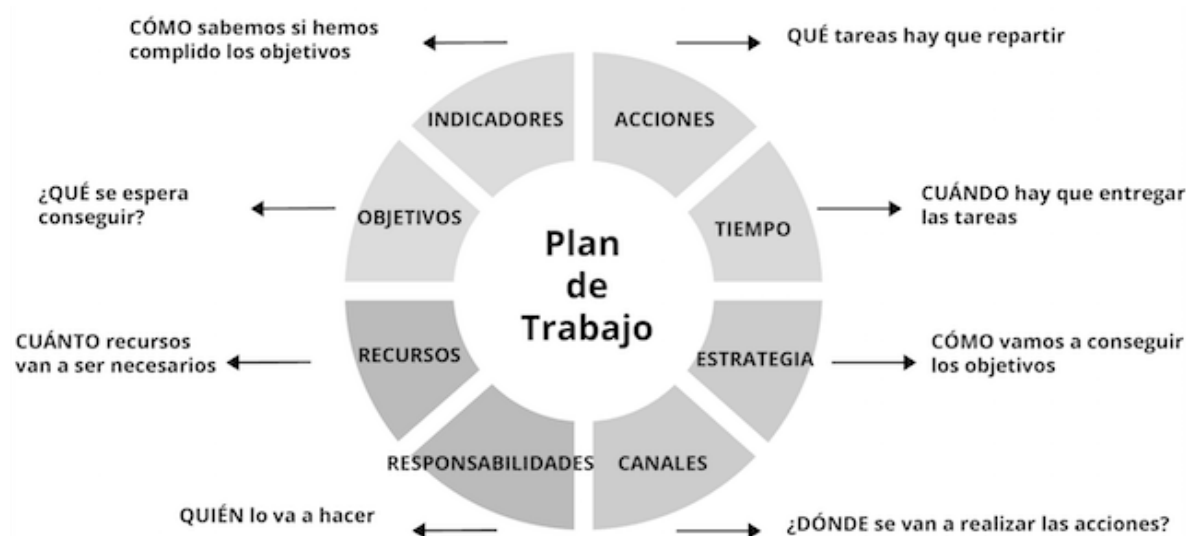 CÓMO sabemos si hemos
complido los objetivos
QUÉ tareas hay que repartir
INDICADORES
ACCIONES
¿QUÉ se espera
conseguir?
OBJETIVOS
TIEMPO
CUÁNDO hay que entregar
las tareas
Plan
de
Trabajo
CUÁNTO recursos
van a ser necesarios
RECURSOS
ESTRATEGIA
CÓMO vamos a conseguir
los objetivos
RESPONSABILIDADES
CANALES
QUIÉN lo va a hacer
¿DÓNDE se van a realizar las acciones?